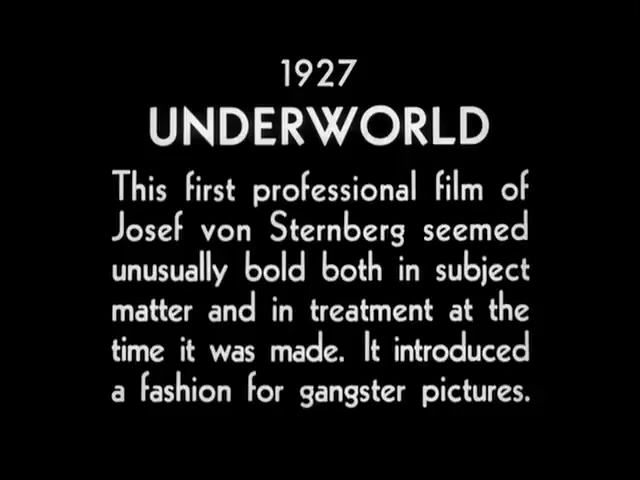 1927
UNDERWORLD
This first professional film of
Josef von Sternberg seemed
unusually bold both in subject
matter and in treatment at the
time it was made. It introduced
a fashion for gangster pictures.